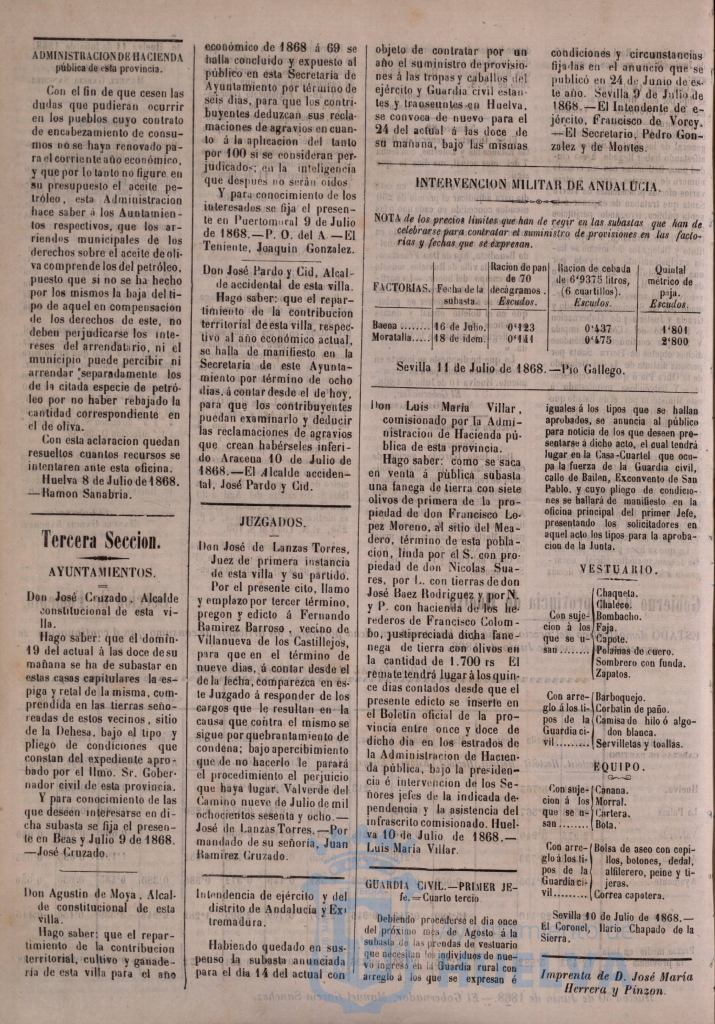 ADMINISTRACION DE HACIENDA
pública de esta provincia.
Con el fin de que cesen las
dudas que pudieran ocurrir
en los pueblos cuyo contrato
de encabezamiento de consu-
mos no se haya renovado pa-
ra el corriente año económico,
y que por lo tanto no figure en
su presupuesto el aceite pe-
tróleo, esta Administracion
hace saber á los Auntamien-
tos respectivos, que los ar-
riendos municipales de los
derechos sobre el aceite de oli-
va comprende los del petróleo,
puesto que si no se ha hecho
por los mismos la baja del ti-
po de aquel en compensacion
de los derechos de este, no
deben perjudicarse los inte-
reses del arrendatario, ni el
municipio puede percibir ni
arrendar separadamente los
de la citada especie de petró-
leo por no haber rebajado la
cantidad correspondiente en
el de oliva.
Con esta aclaracion quedan
resueltos cuantos recursos se
intentaren ante esta oficina.
Huelva 8 de Julio de 1868.
—Ramon Sanabria.
Tercera Seccion.
AYUNTAMIENTOS.
Don José Cruzado, Alcalde
constitucional de esta vi-
lla.
Hago saber: que el domin-
19 del actual á las doce de su
mañana se ha de subastar en
estas casas capitulares la es-
piga y retal de la misma, com-
prendida en las tierras seño-
readas de estos vecinos, sitio
de la Dehesa, bajo el tipo y
pliego de condiciones que
constan del expediente apro-
bado por el Ilmo. Sr. Gober-
nador civil de esta provincia.
Y para conocimiento de las
que deseen interesarse en di-
cha subasta se fija el presen-
te en Beas y Julio 9 de 1868.
—José Cruzado.
Don Agustin de Moya, Alcal-
de constitucional de esta
villa.
Hago saber: que el repar-
timiento de la contribucion
territorial, cultivo y ganade-
ría de esta villa para el año
económico de 1868 á 69 se
halla concluido y expuesto al
público en esta Secretaria de
Ayuntamiento por término de
seis dias, para que los contri-
buyentes deduzcan sus recla-
maciones de agravios en cuan-
to á la aplicacion del tanto
por 100 si se consideran per-
judicados; en la inteligencia
que después no serán oidos
Y para conocimiento de los
interesados se fija el presen-
te en Puertomoral 9 de Julio
de 1868.—P. O. del A.—El
Teniente, Joaquin Gonzalez.
Don José Pardo y Cid, Alcal-
de accidental de esta villa.
Hago saber: que el repar-
timiento de la contribucion
territorial de esta villa, respec-
tivo al año económico actual,
se halla de manifiesto en la
Secretaria de este Ayunta-
miento por término de ocho
dias, á contar desde el de hoy,
para que los contribuyentes
puedan examinarlo y deducir
las reclamaciones de agravios
que crean habérseles inferi-
do Aracena 10 de Julio de
1868.—El Alcalde acciden-
tal, José Pardo y Cid.
JUZGADOS.
Don José de Lanzas Torres,
Juez de primera instancia
de esta villa y su partido.
Por el presente cito, llamo
y emplazo por tercer término,
pregon y edicto á Fernando
Ramirez Barroso, vecino de
Villanueva de los Castillejos,
para que en el término de
nueve dias, á contar desde el
de la fecha, comparezca en es-
te Juzgado á responder de los
cargos que le resultan en la
causa que contra el mismo se
sigue por quebrantamiento de
condena; bajo apercibimiento
que de no hacerlo le parará
el procedimiento el perjuicio
que haya lugar. Valverde del
Camino nueve de Julio de mil
ochocientos sesenta y ocho.—
José de Lanzas Torres.—Por
mandado de su señoria, Juan
Ramirez Cruzado.
Intendencia de ejército y del
distrito de Andalucía y Ex
tremadura.
Habiendo quedado en sus-
penso la subasta anunciada
para el dia 14 del actual con
objeto de contratar por un
año el suministro de provisio-
nes á las tropas y caballos del
ejército y Guardia civil estan-
tes y transeuntes en Huelva,
se convoca de nuevo para el
24 del actual á las doce de
su mañana, bajo las mismas
condiciones y circunstancias
fijadas en el anuncio que se
publicó en 24 de Junio de es-
te año. Sevilla 9 de Julio de
1868.—El Intendente de e-
jército, Francisco de Vorcy.
—El Secretario, Pedro Gon-
zalez y de Montes.
INTERVENCION MILITAR DE ANDALUCIA.
NOTA de los precios límites que han de regir en las subastas que han de
celebrarse para contratar el suministro de provisiones en las facto-
rias y fechas que se expresan.
FACTORIAS. Fecha de la subasta. Racion de pan de 70 decágramos. Escudos. Racion de cebada de 6'9375 litros, (6 cuartillos). Escudos. Quintal métrico de paja. Escudos.
Baena ........ 16 de Julio. 0'123 0'437 1'801
Moratalla..... 18 de idem. 0'141 0'475 2'800
Sevilla 11 de Julio de 1868.—Pio Gallego.
Don Luis Maria Villar,
comisionado por la Admi-
nistracion de Hacienda pú-
blica de esta provincia.
Hago saber: como se saca
en venta á pública subasta
una fanega de tierra con siete
olivos de primera de la pro-
piedad de don Francisco Lo-
pez Moreno, al sitio del Mea-
dero, término de esta pobla-
cion, linda por el S. con pro-
piedad de don Nicolas Sua-
res, por L. con tierras de don
José Baez Rodriguez y por N.
y P. con hacienda de los he-
rederos de Francisco Colom-
bo, justipreciada dicha fane-
nega de tierra con olivos en
la cantidad de 1.700 rs El
remate tendrá lugar á los quin-
ce dias contados desde que el
presente edicto se inserte en
el Boletin oficial de la pro-
vincia entre once y doce de
dicho dia en los estrados de
la Administracion de Hacien-
da pública, bajo la presiden-
cia é intervencion de los Se-
ñores jefes de la indicada de-
pendencia y la asistencia del
infrascrito comisionado. Huel-
va 10 de Julio de 1868.—
Luis Maria Villar.
GUARDIA CIVIL.—PRIMER JE-
fe.—Cuarto tercio
Debiendo procederse el dia once
del próximo mes de Agosto á la
subasta de las prendas de vestuario
que necesitan los individuos de nue-
vo ingreso en la Guardia rural con
arreglo á los que se expresan é
iguales á los tipos que se hallan
aprobados, se anuncia al público
para noticia de los que deseen pre-
sentarse á dicho acto, el cual tendrá
lugar en la Casa-Cuartel que ocu-
pa la fuerza de la Guardia civil,
calle de Bailen, Exconvento de San
Pablo, y cuyo pliego de condicio-
nes se hallará de manifiesto en la
oficina principal del primer Jefe,
presentando los solicitadores en
aquel acto los tipos para la aproba-
cion de la Junta.
VESTUARIO.
Con suje-
cion á los
que se u-
san.....
Chaqueta.
Chaleco.
Bombacho.
Faja.
Capote.
Polainas de cuero.
Sombrero con funda.
Zapatos.
Con arre-
glo á los ti-
pos de la
Guardia ci-
vil.........
Barboquejo.
Corbatin de paño.
Camisa de hilo ó algo-
don blanca.
Servilletas y toallas.
EQUIPO.
Con suje-
cion á los
que se u-
san........
Canana.
Morral.
Cartera.
Bota.
Con arre-
glo á los ti-
pos de la
Guardia ci-
vil........
Bolsa de aseo con cepi-
llos, botones, dedal,
alfilerero, peine y ti-
jeras.
Correa capotera.
Sevilla 10 de Julio de 1868.—
El Coronel, Ilario Chapado de la
Sierra.
Imprenta de D. José Maria
Herrera y Pinzon.